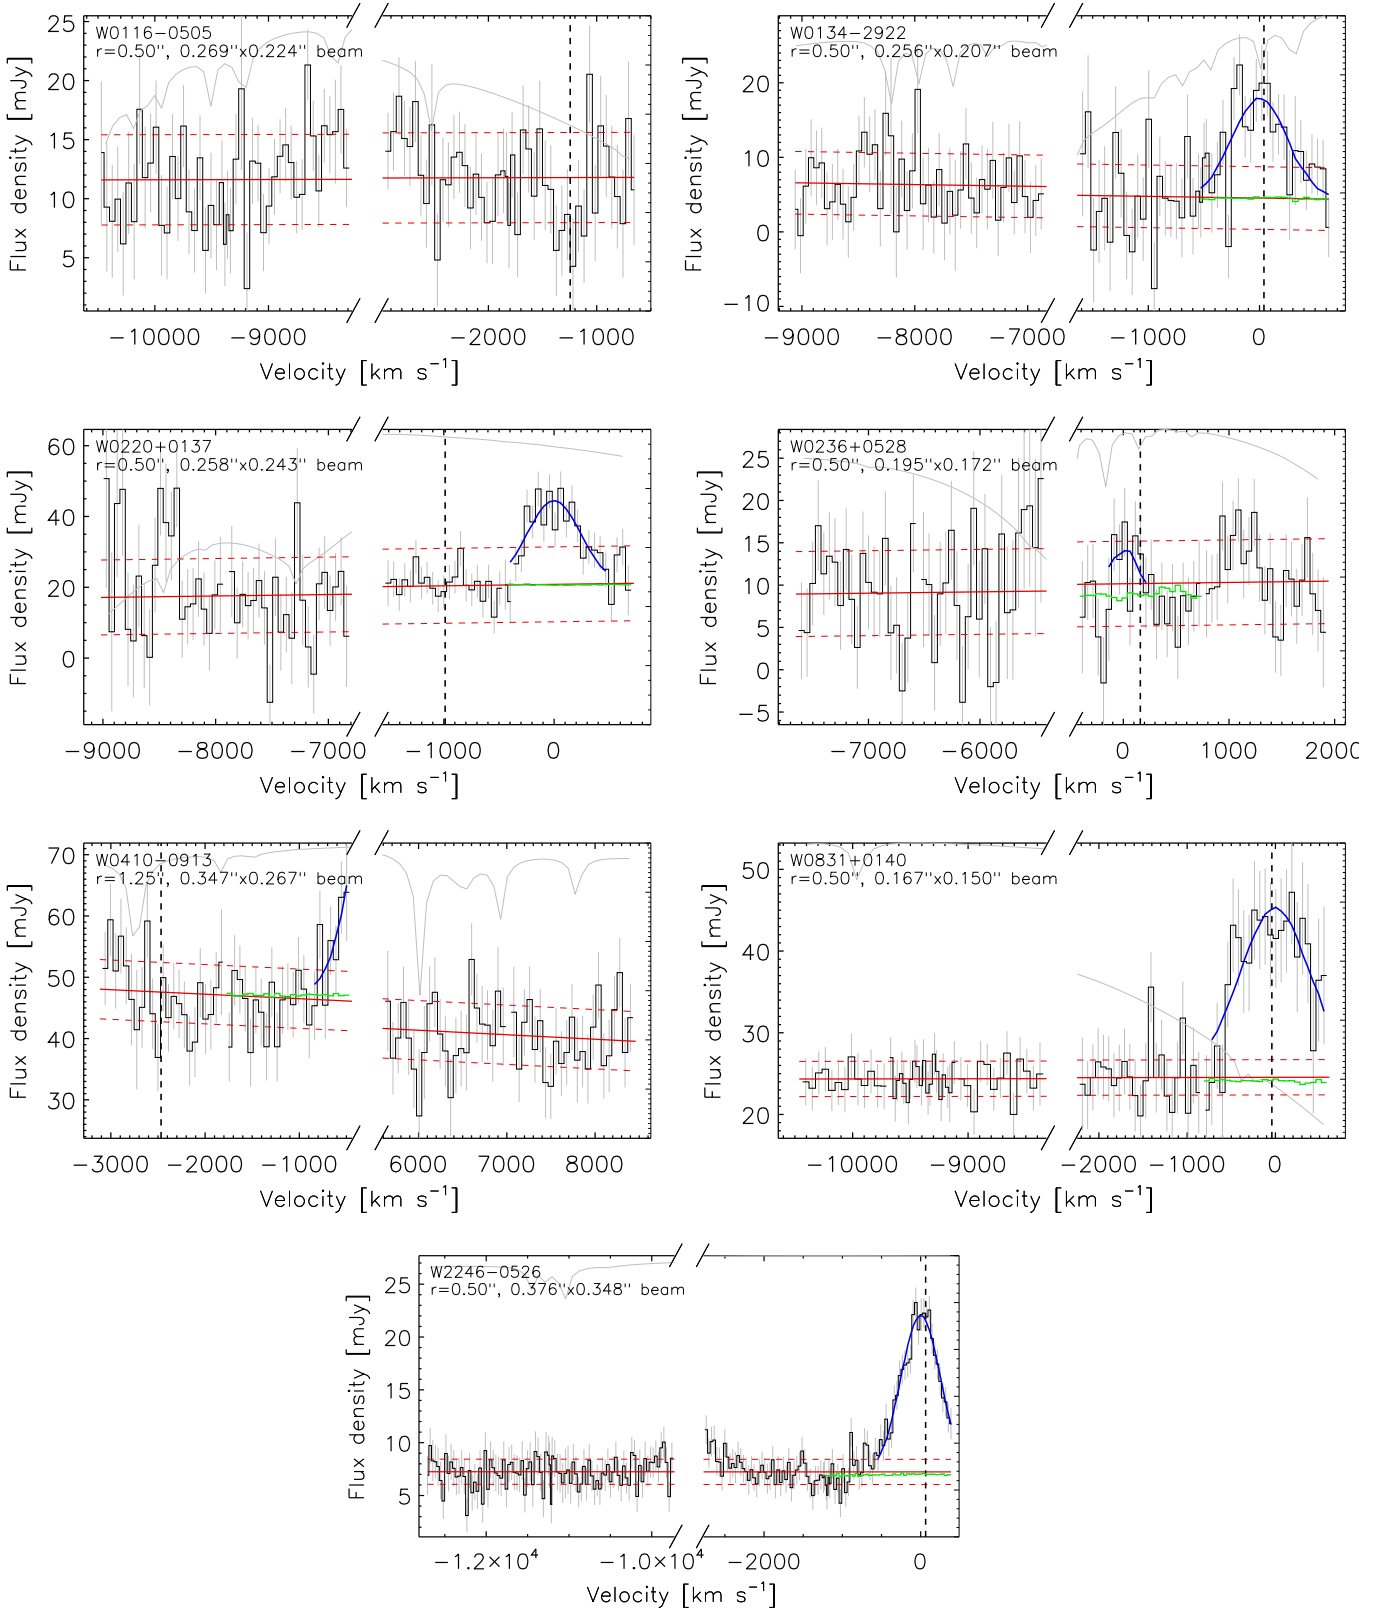 W0116−0505
r=0.50", 0.269"x0.224" beam
Flux density [mJy]
25
20
15
10
5
−10000 −9000 −2000 −1000
Velocity [km s⁻¹]
W0134−2922
r=0.50", 0.256"x0.207" beam
Flux density [mJy]
20
10
0
−10
−9000 −8000 −7000 −1000 0
Velocity [km s⁻¹]
W0220+0137
r=0.50", 0.258"x0.243" beam
Flux density [mJy]
60
40
20
0
−9000 −8000 −7000 −1000 0
Velocity [km s⁻¹]
W0236+0528
r=0.50", 0.195"x0.172" beam
Flux density [mJy]
25
20
15
10
5
0
−5
−7000 −6000 0 1000 2000
Velocity [km s⁻¹]
W0410−0913
r=1.25", 0.347"x0.267" beam
Flux density [mJy]
70
60
50
40
30
−3000 −2000 −1000 6000 7000 8000
Velocity [km s⁻¹]
W0831+0140
r=0.50", 0.167"x0.150" beam
Flux density [mJy]
50
40
30
20
−10000 −9000 −2000 −1000 0
Velocity [km s⁻¹]
W2246−0526
r=0.50", 0.376"x0.348" beam
Flux density [mJy]
25
20
15
10
5
−1.2×10⁴ −1.0×10⁴ −2000 0
Velocity [km s⁻¹]